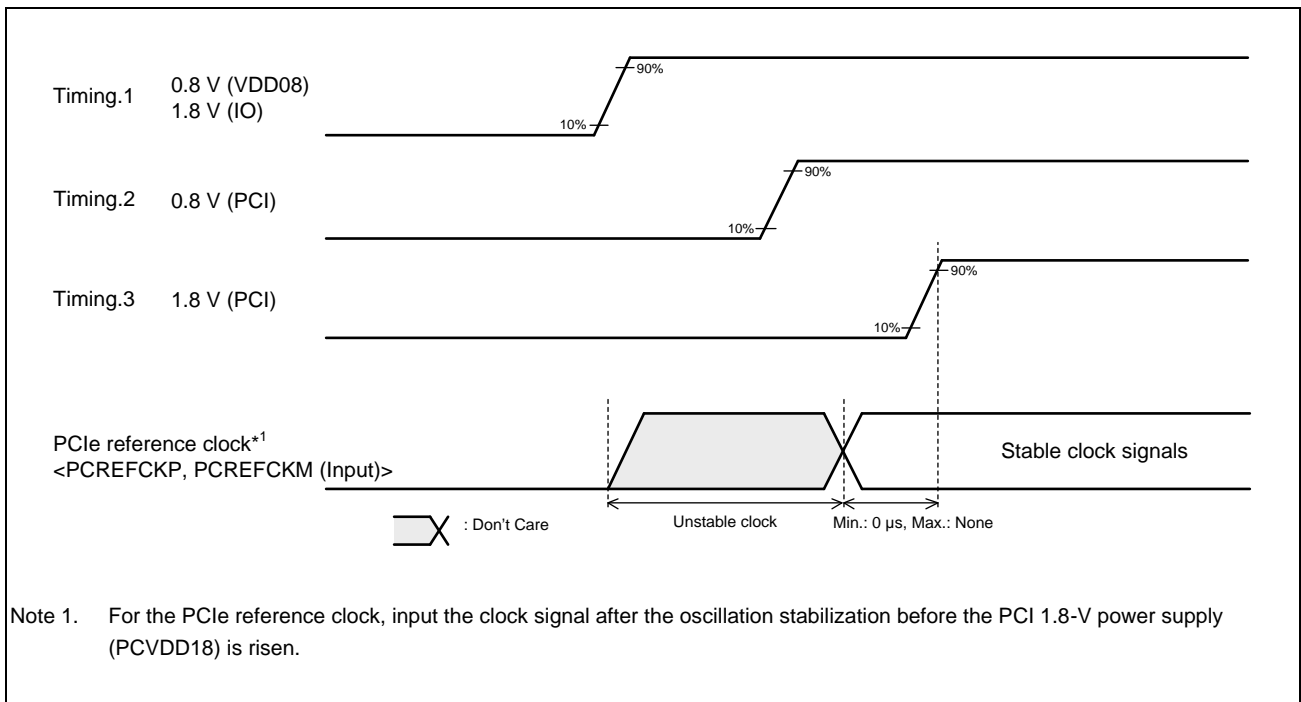 90%
Timing.1 0.8 V (VDD08)
1.8 V (IO)
10%
90%
Timing.2 0.8 V (PCI)
10%
90%
Timing.3 1.8 V (PCI)
10%
PCIe reference clock*1
<PCREFCKP, PCREFCKM (Input)>
Stable clock signals
: Don't Care
Unstable clock
Min.: 0 µs, Max.: None
Note 1. For the PCIe reference clock, input the clock signal after the oscillation stabilization before the PCI 1.8-V power supply
(PCVDD18) is risen.